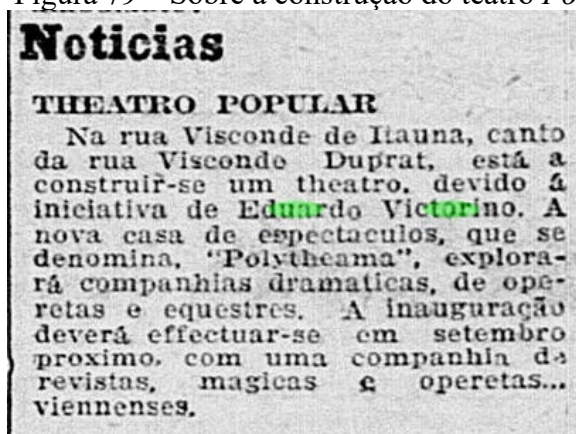 Figura 79 – Sobre a construção do teatro
Noticias
THEATRO POPULAR
Na rua Visconde de Itauna, canto
da rua Visconde Duprat, está a
construir-se um theatro, devido á
iniciativa de Eduardo Victorino. A
nova casa de espectaculos, que se
denomina, "Polytheama", explora-
rá companhias dramaticas, de ope-
retas e equestres. A inauguração
deverá effectuar-se em setembro
proximo, com uma companhia de
revistas, magicas e operetas...
viennenses.